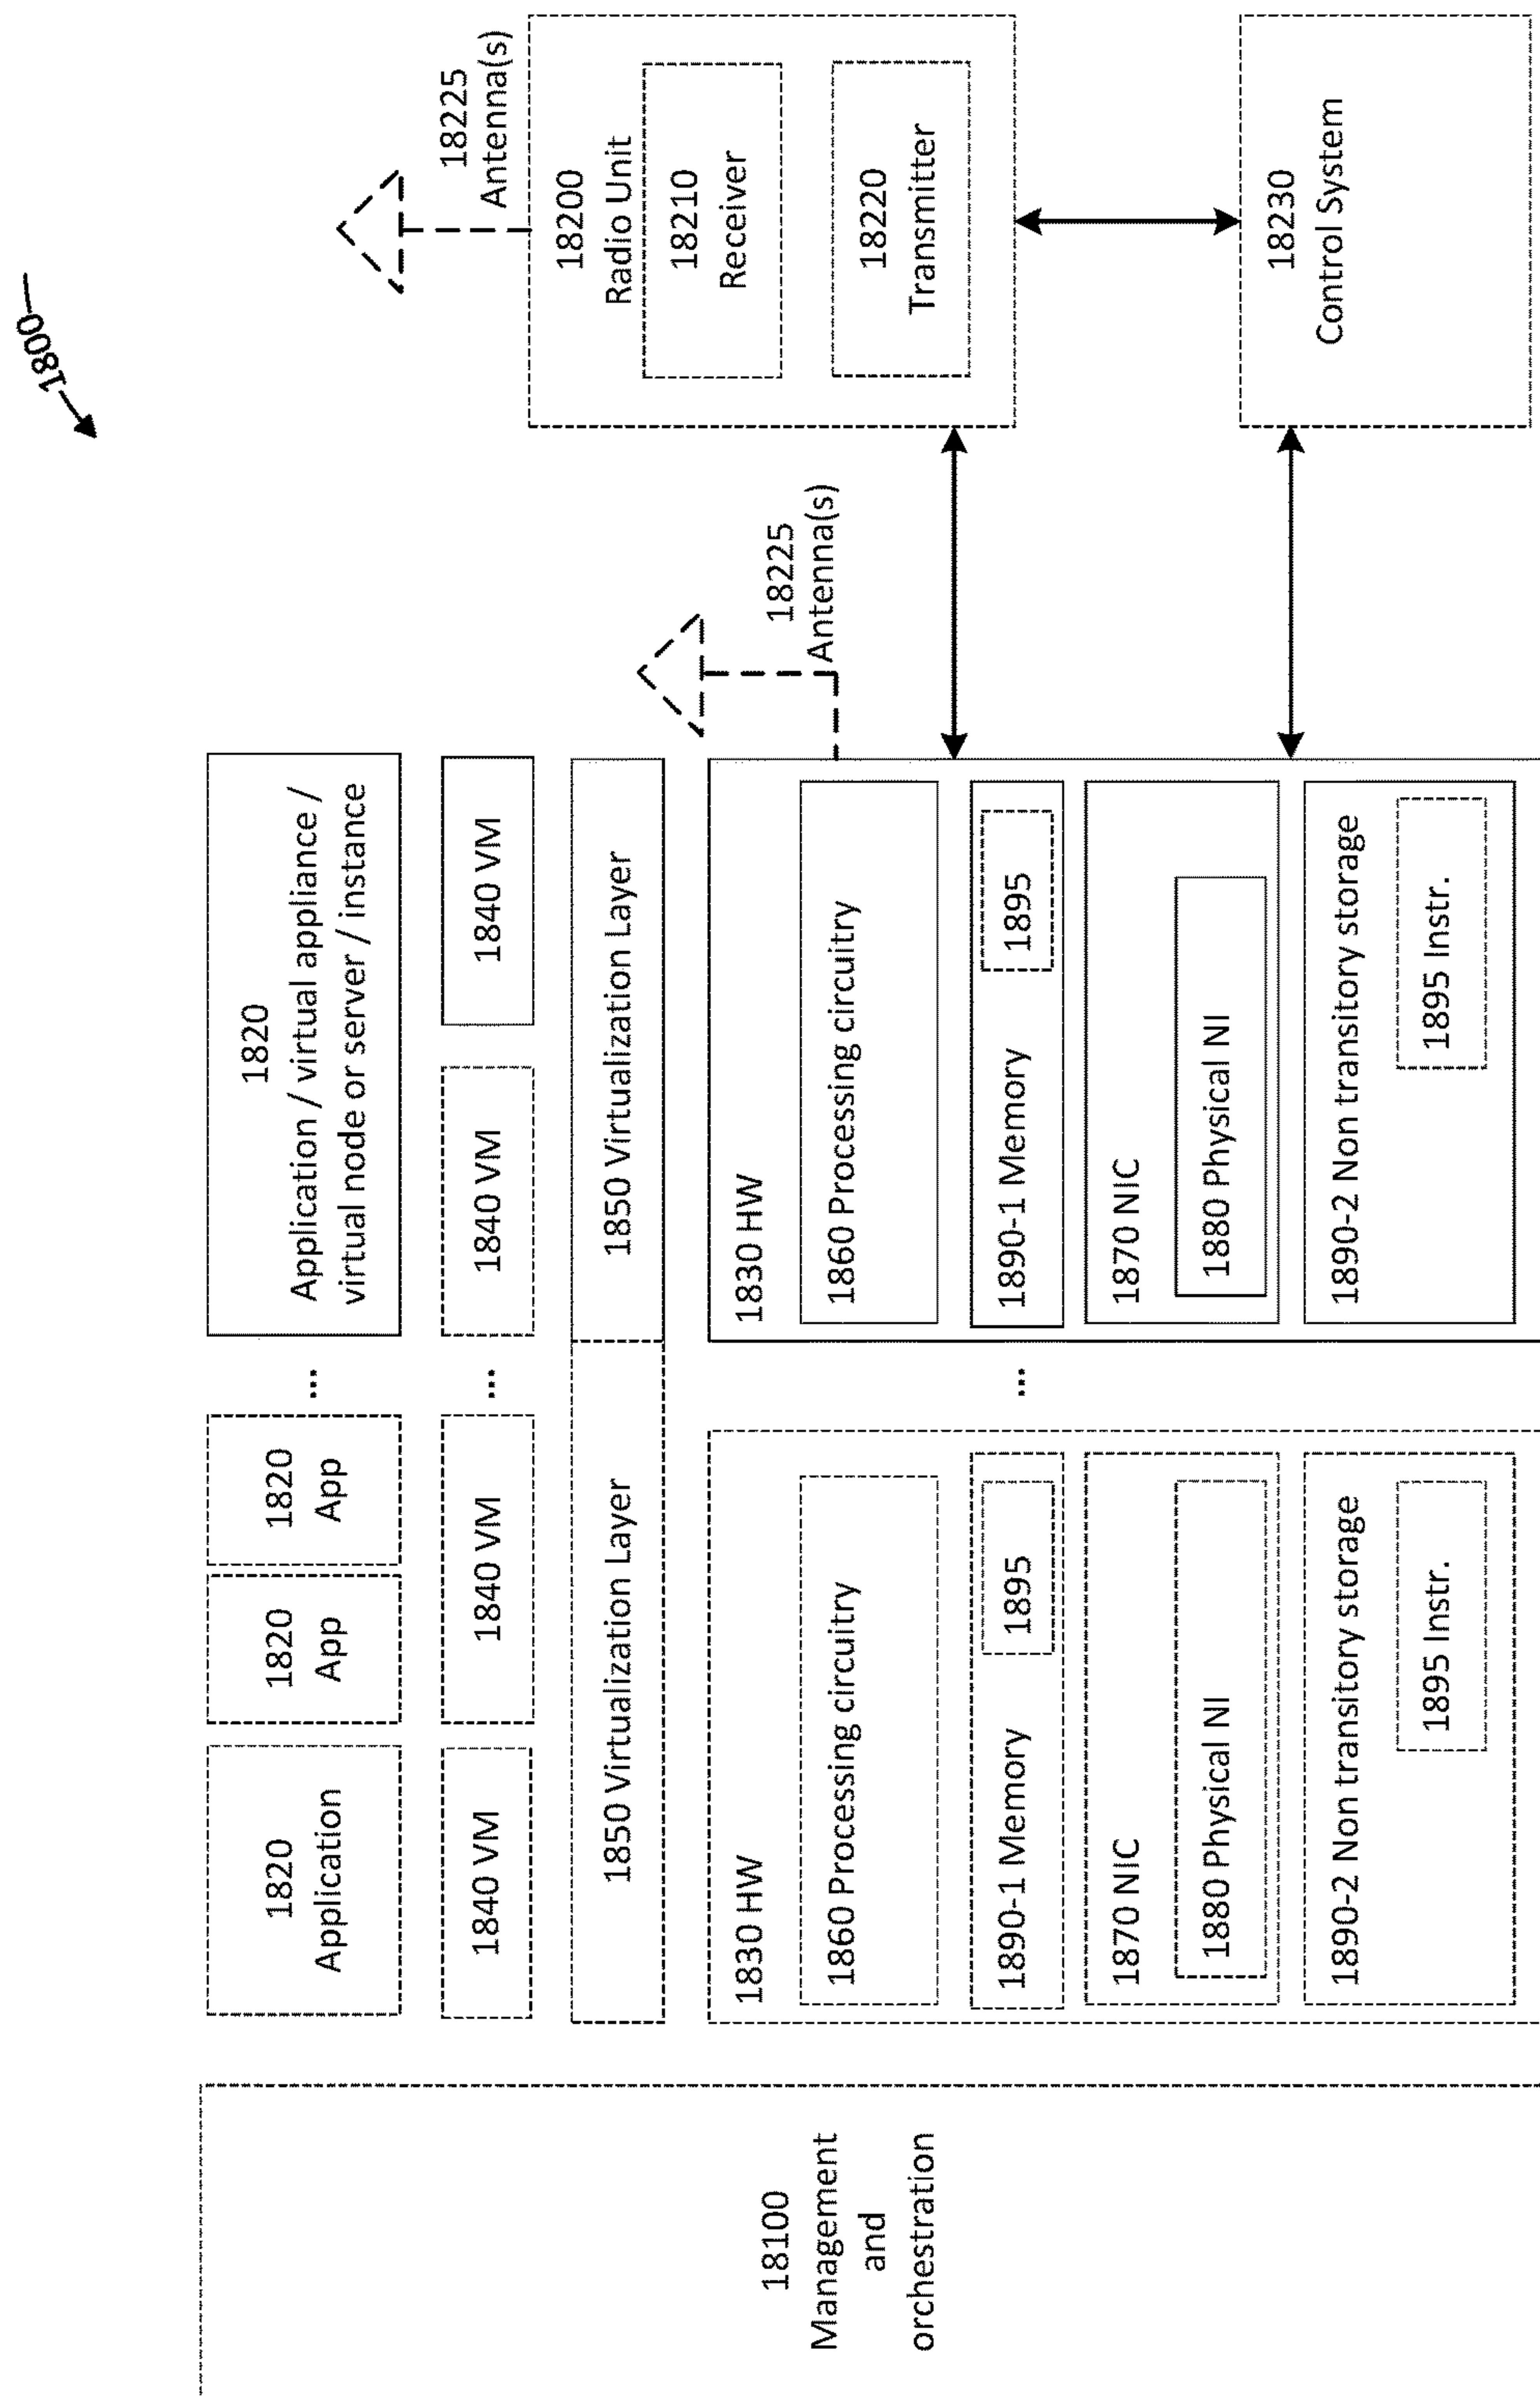 1800
18100
Management
and
orchestration
1820
Application
1820
App
1820
App
...
1820
Application / virtual appliance /
virtual node or server / instance
1840 VM
1840 VM
...
1840 VM
1840 VM
1850 Virtualization Layer
1850 Virtualization Layer
1830 HW
1860 Processing circuitry
1890-1 Memory
1895
1870 NIC
1880 Physical NI
1890-2 Non transitory storage
1895 Instr.
...
1830 HW
1860 Processing circuitry
1890-1 Memory
1895
1870 NIC
1880 Physical NI
1890-2 Non transitory storage
1895 Instr.
18225
Antenna(s)
18225
Antenna(s)
18200
Radio Unit
18210
Receiver
18220
Transmitter
18230
Control System